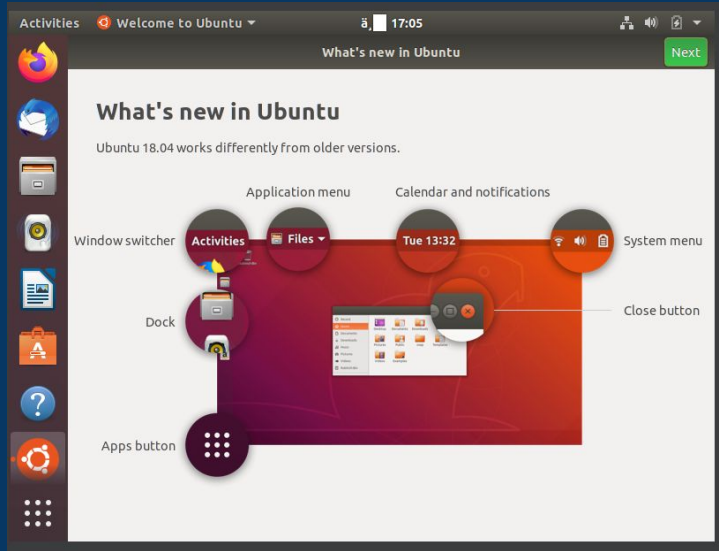 Activities Welcome to Ubuntu 17:05
What's new in Ubuntu Next
What's new in Ubuntu
Ubuntu 18.04 works differently from older versions.
Application menu Calendar and notifications
Window switcher Activities Files Tue 13:32 System menu
Close button
Dock
Apps button